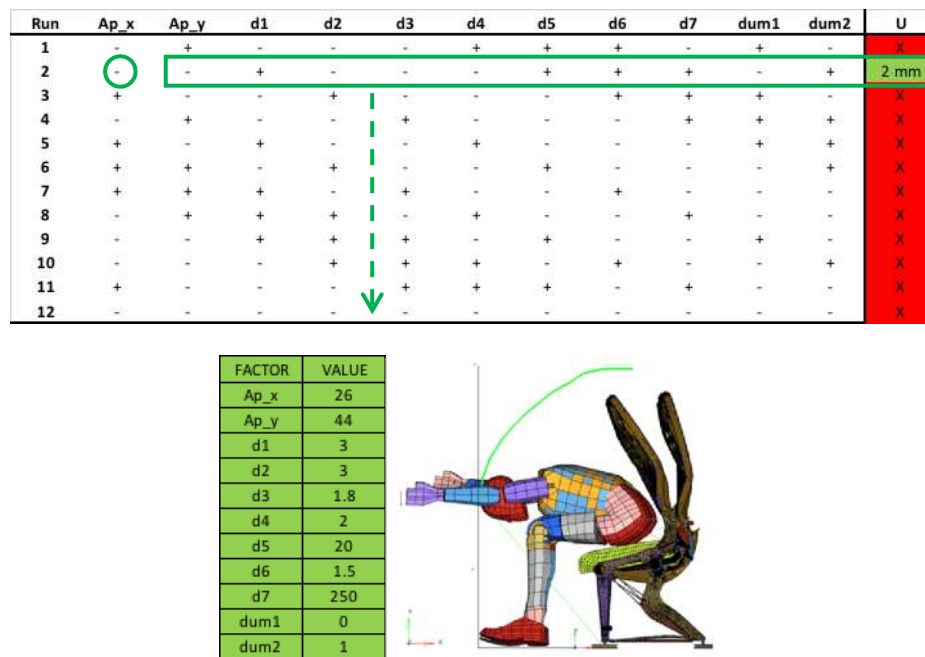 Run Ap_x Ap_y d1 d2 d3 d4 d5 d6 d7 dum1 dum2 U
1 - + - - - + + + - + - X
2 - - + - - - + + + - + 2 mm
3 + - - + - - - + + + - X
4 - + - - + - - - + + + X
5 + - + - - + - - - + + X
6 + + - + - - + - - - + X
7 + + + - + - - + - - - X
8 - + + + - + - - + - - X
9 - - + + + - + - - + - X
10 - - - + + + - + - - + X
11 + - - - + + + - + - - X
12 - - - - - - - - - - - X
FACTOR VALUE
Ap_x 26
Ap_y 44
d1 3
d2 3
d3 1.8
d4 2
d5 20
d6 1.5
d7 250
dum1 0
dum2 1